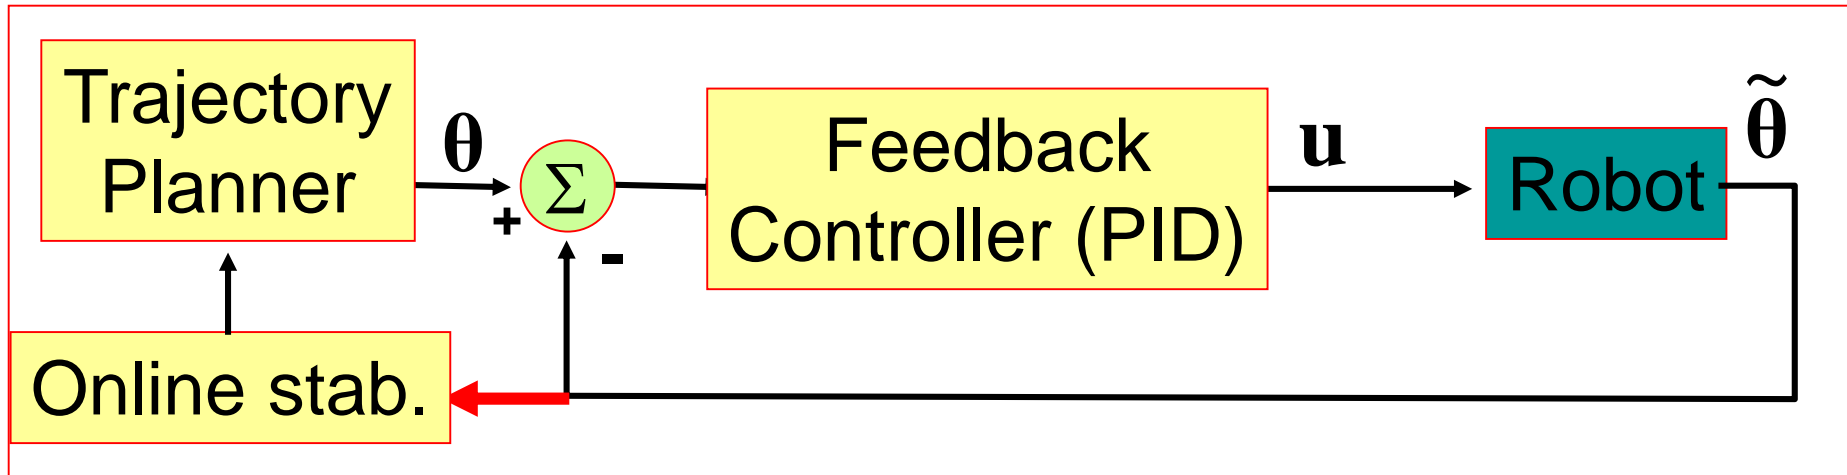 Trajectory
Planner
θ
Σ
+
-
Feedback
Controller (PID)
u
Robot
θ̃
Online stab.